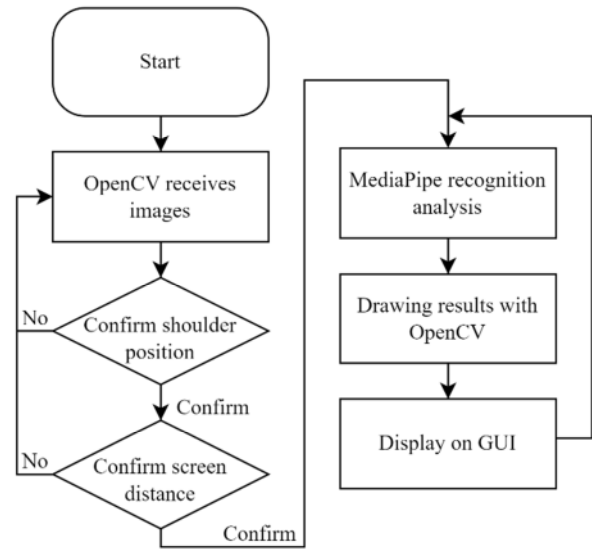 Start
OpenCV receives
images
No
Confirm shoulder
position
Confirm
No
Confirm screen
distance
Confirm
MediaPipe recognition
analysis
Drawing results with
OpenCV
Display on GUI